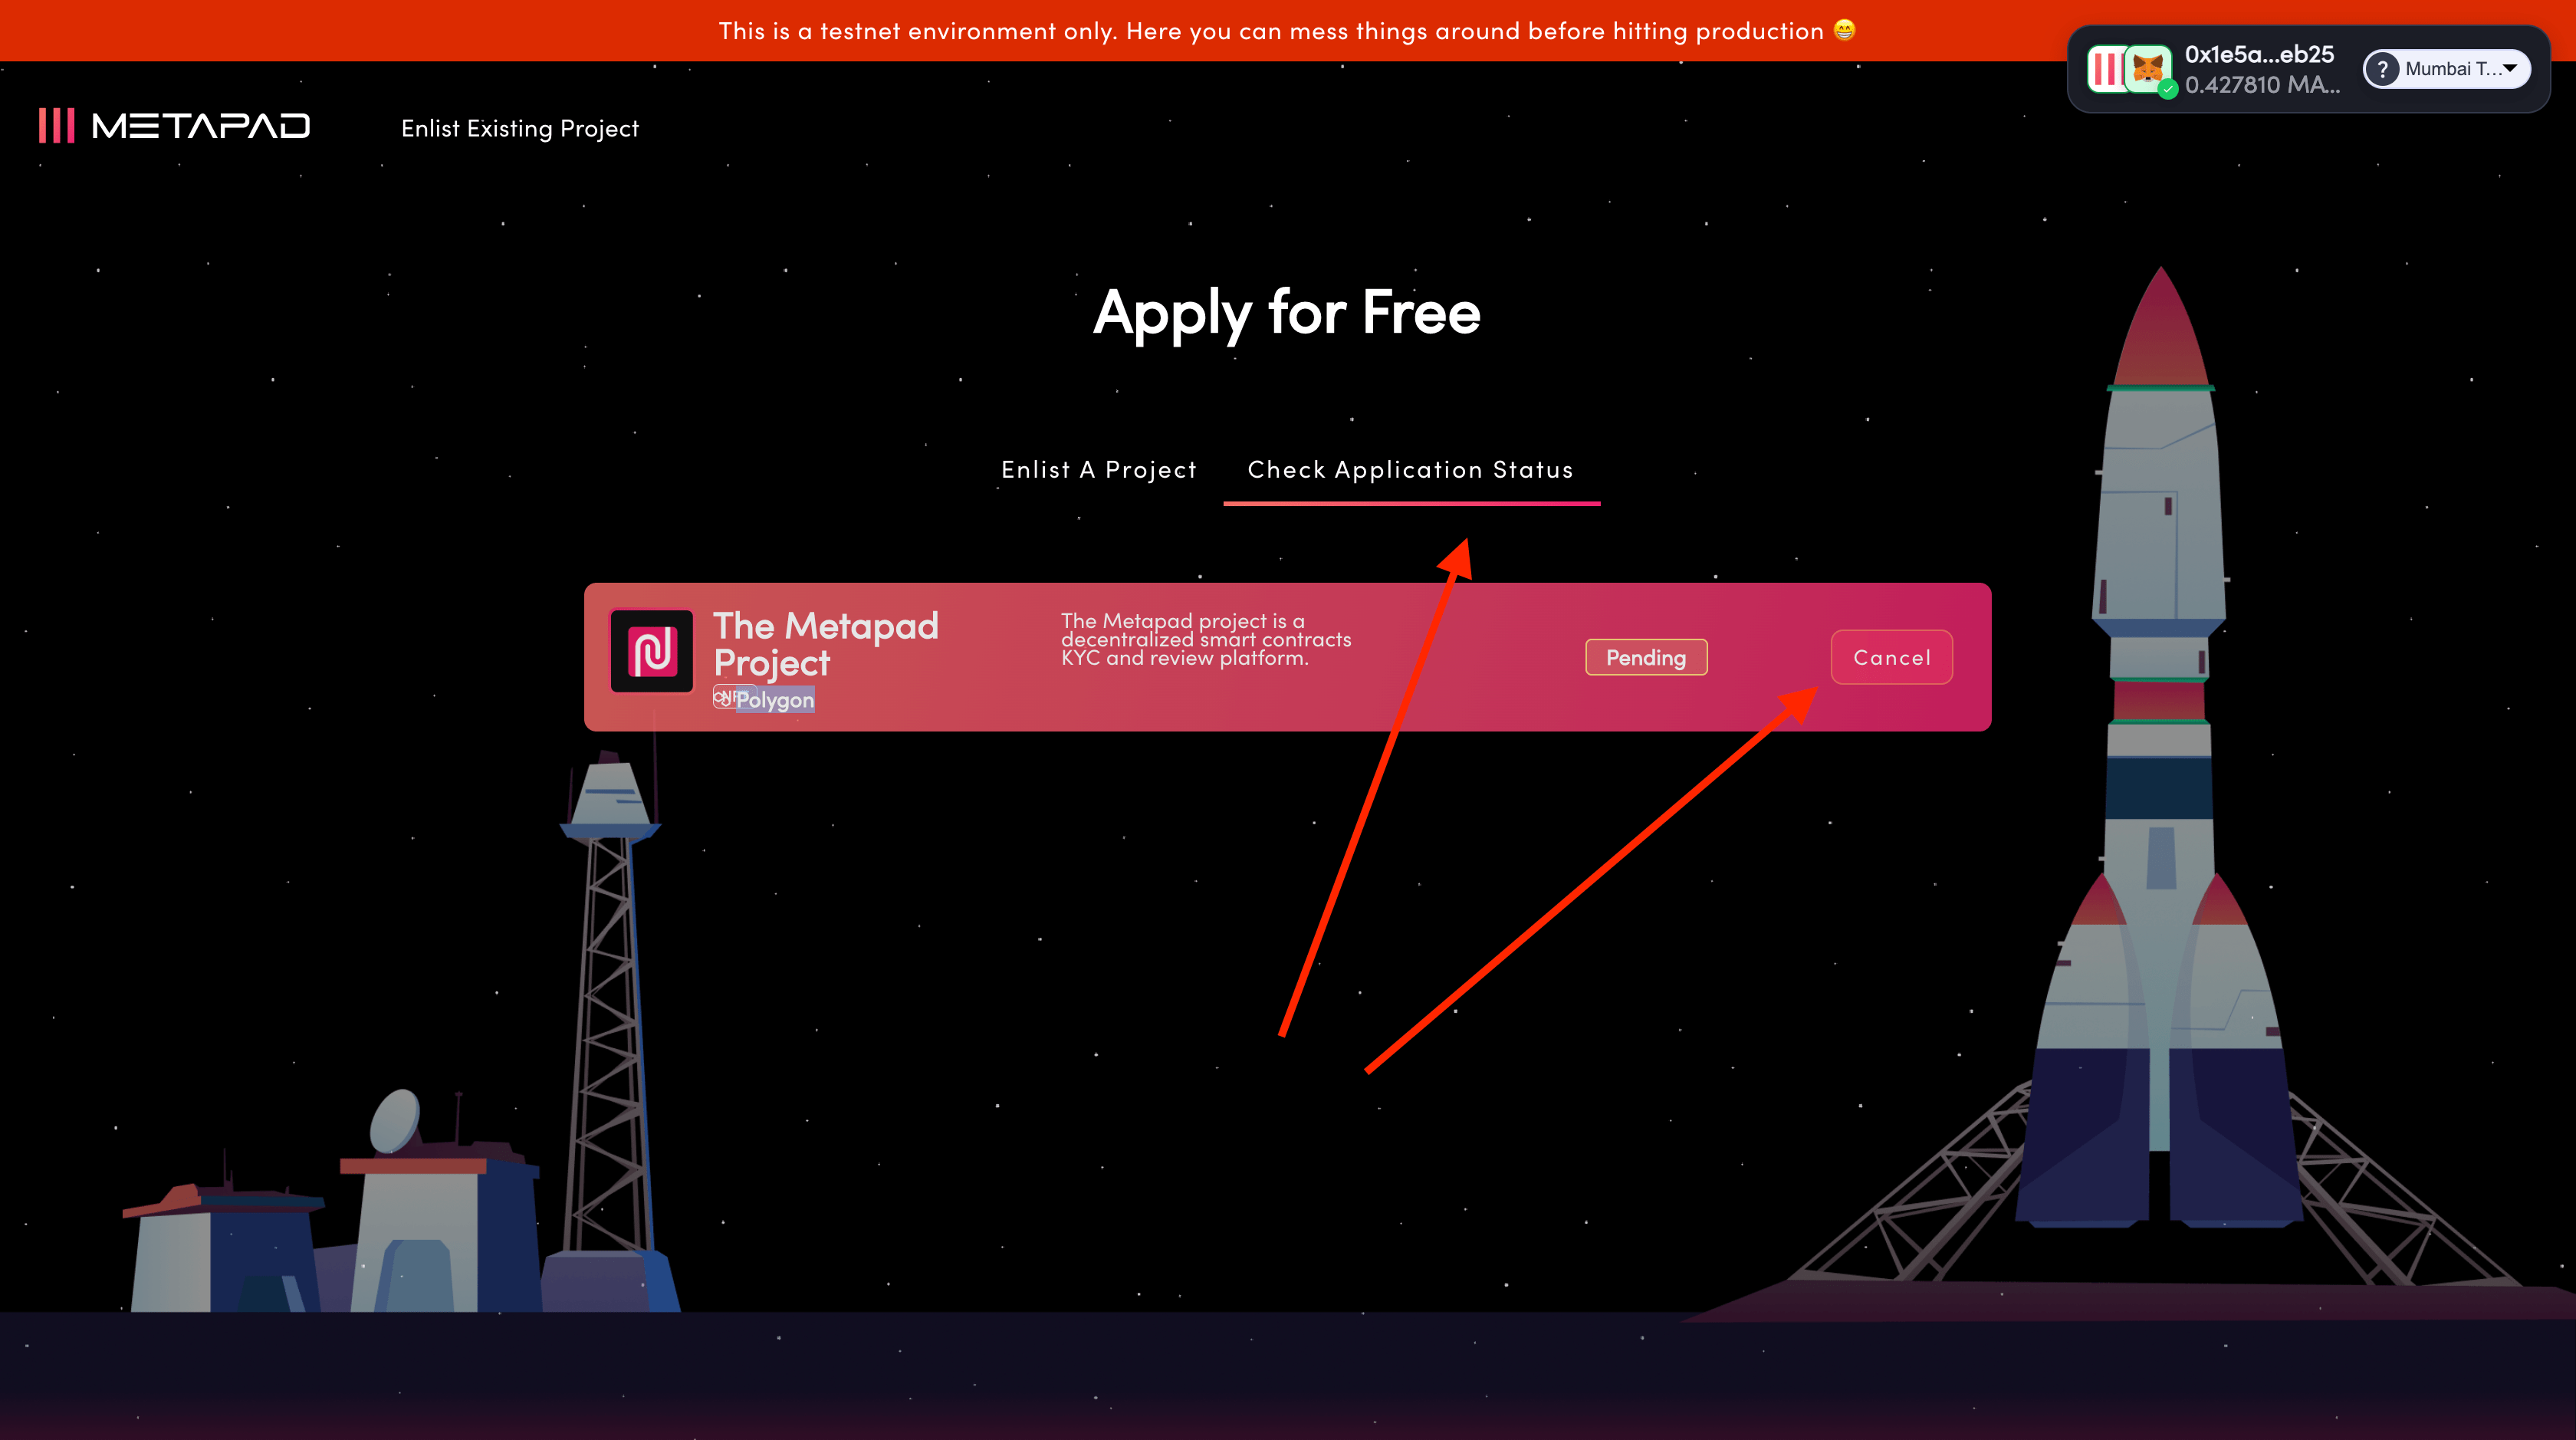 This is a testnet environment only. Here you can mess things around before hitting production 😁
0x1e5a...eb25
0.427810 MA...
? Mumbai T...
METAPAD
Enlist Existing Project
Apply for Free
Enlist A Project
Check Application Status
The Metapad
Project
Polygon
The Metapad project is a
decentralized smart contracts
KYC and review platform.
Pending
Cancel